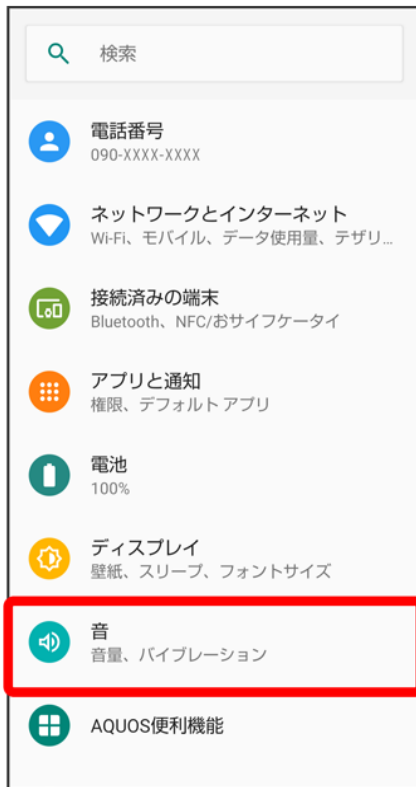 検索
電話番号
090-XXXX-XXXX
ネットワークとインターネット
Wi-Fi、モバイル、データ使用量、テザリ...
接続済みの端末
Bluetooth、NFC/おサイフケータイ
アプリと通知
権限、デフォルト アプリ
電池
100%
ディスプレイ
壁紙、スリープ、フォントサイズ
音
音量、バイブレーション
AQUOS便利機能